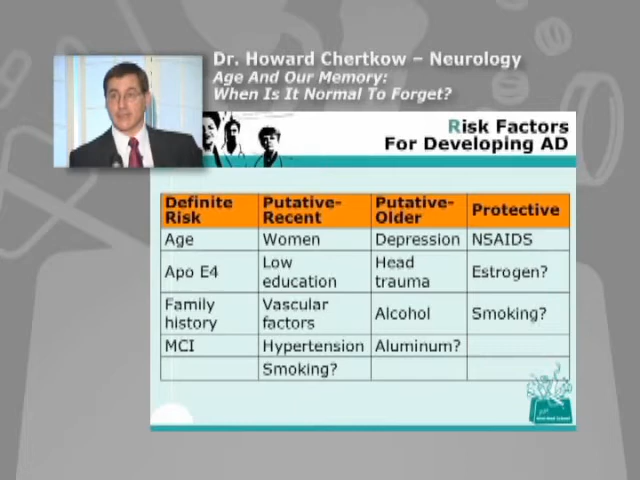 Dr. Howard Chertkow – Neurology
Age And Our Memory:
When Is It Normal To Forget?
Risk Factors
For Developing AD
Definite Risk | Putative-Recent | Putative-Older | Protective
Age | Women | Depression | NSAIDS
Apo E4 | Low education | Head trauma | Estrogen?
Family history | Vascular factors | Alcohol | Smoking?
MCI | Hypertension | Aluminum?
Smoking?